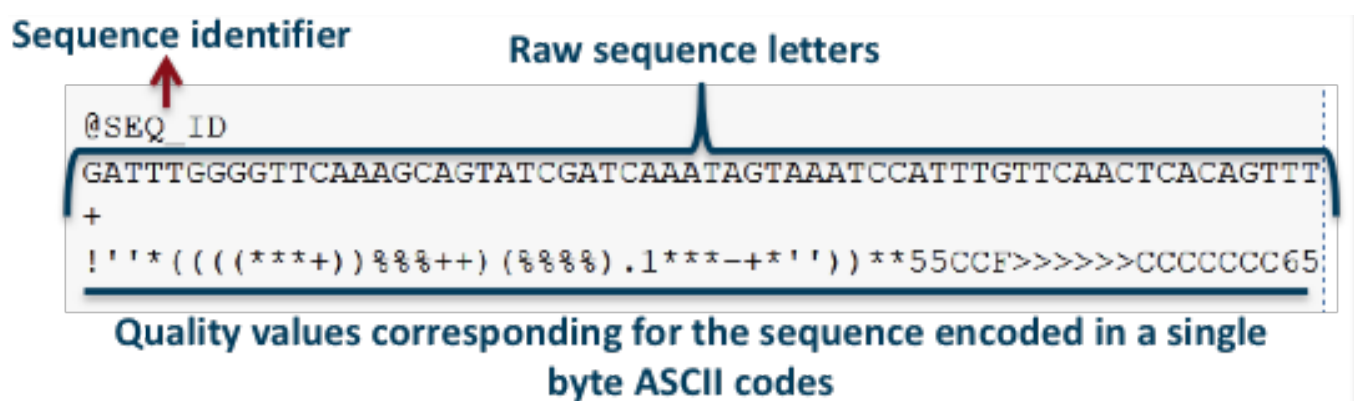 Sequence identifier
Raw sequence letters
@SEQ_ID
GATTTGGGGTTCAAAGCAGTATCGATCAAATAGTAAATCCATTTGTTCAACTCACAGTTT
+
!''*((((***+))%%%++)(%%%%).1***-+*''))**55CCF>>>>>>CCCCCCC65
Quality values corresponding for the sequence encoded in a single
byte ASCII codes